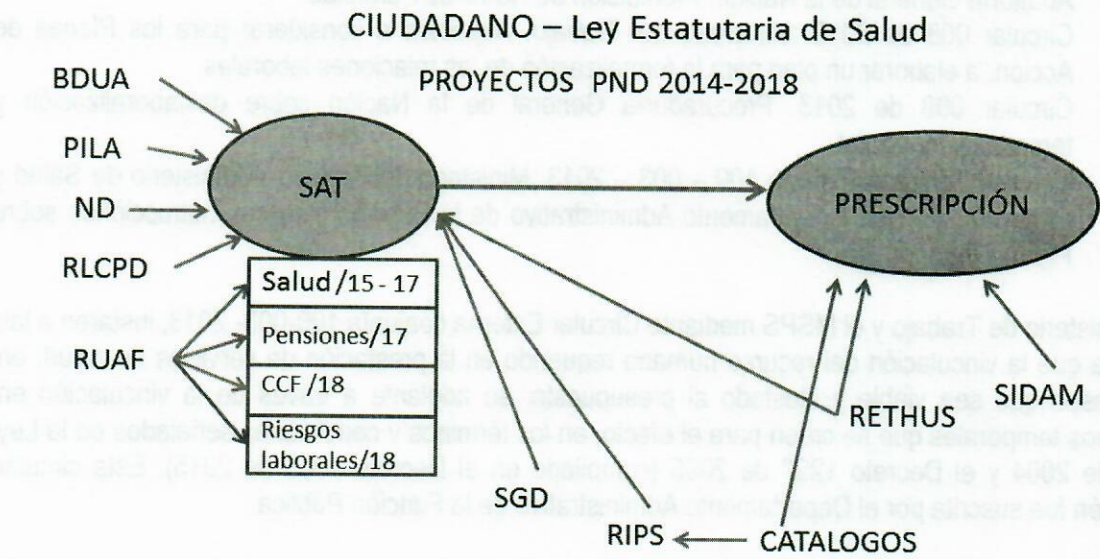 CIUDADANO – Ley Estatutaria de Salud
PROYECTOS PND 2014-2018
BDUA
PILA
ND
RLCPD
RUAF
SAT
PRESCRIPCIÓN
Salud/15 - 17
Pensiones/17
CCF/18
Riesgos
laborales/18
SGD
RIPS
CATALOGOS
RETHUS
SIDAM